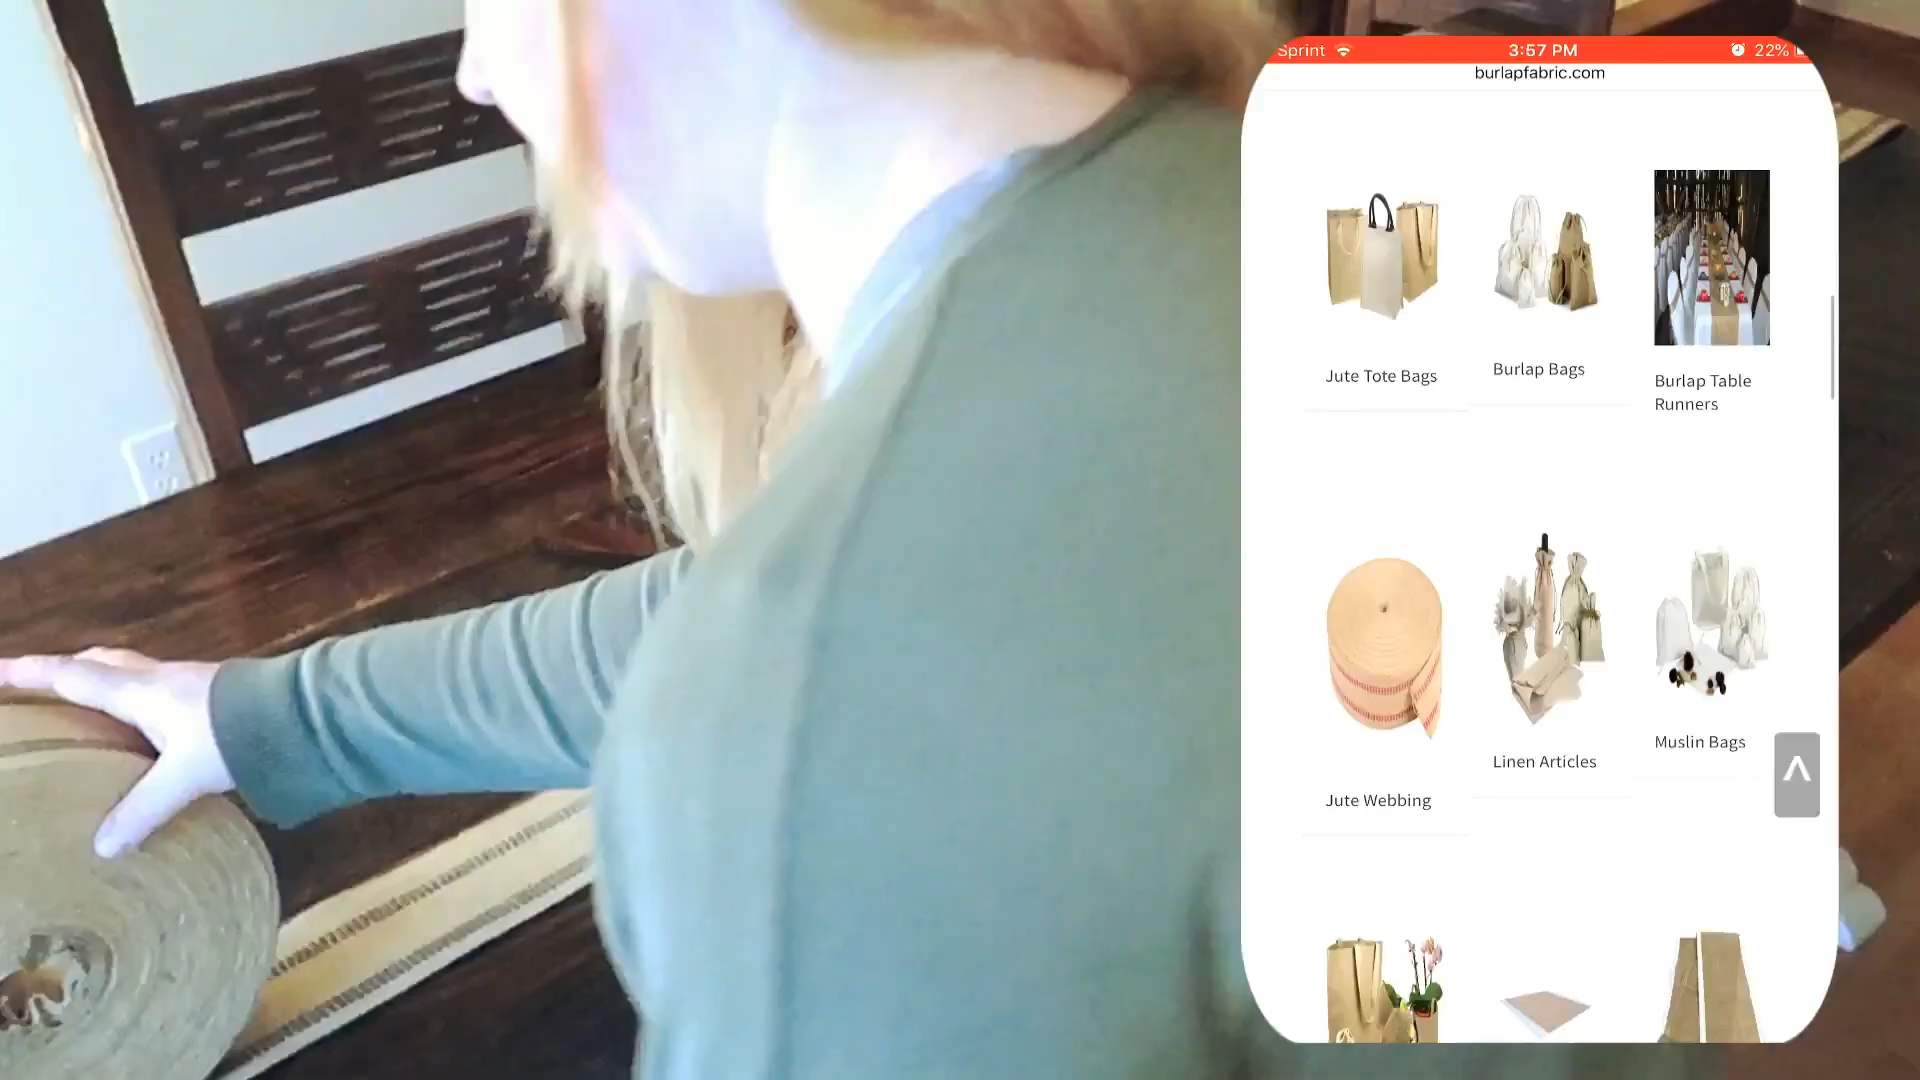 Sprint 3:57 PM 22%
burlapfabric.com
Jute Tote Bags
Burlap Bags
Burlap Table
Runners
Jute Webbing
Linen Articles
Muslin Bags